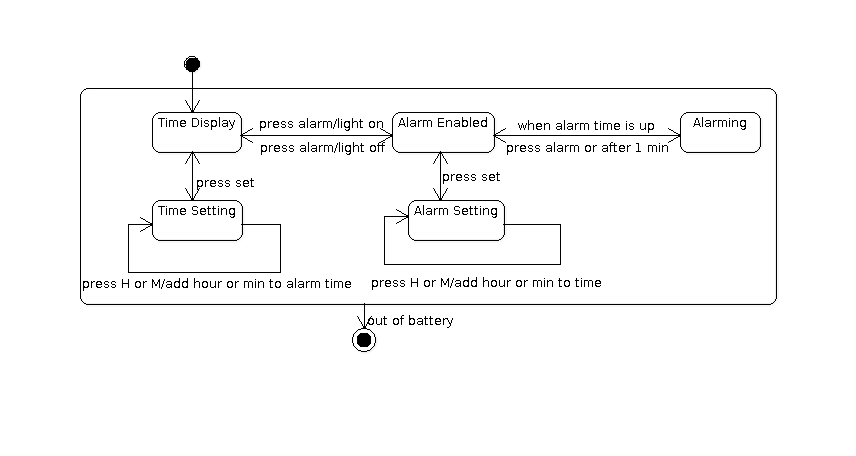 Time Display
press alarm/light on
press alarm/light off
Alarm Enabled
when alarm time is up
press alarm or after 1 min
Alarming
press set
press set
Time Setting
Alarm Setting
press H or M/add hour or min to alarm time
press H or M/add hour or min to time
out of battery